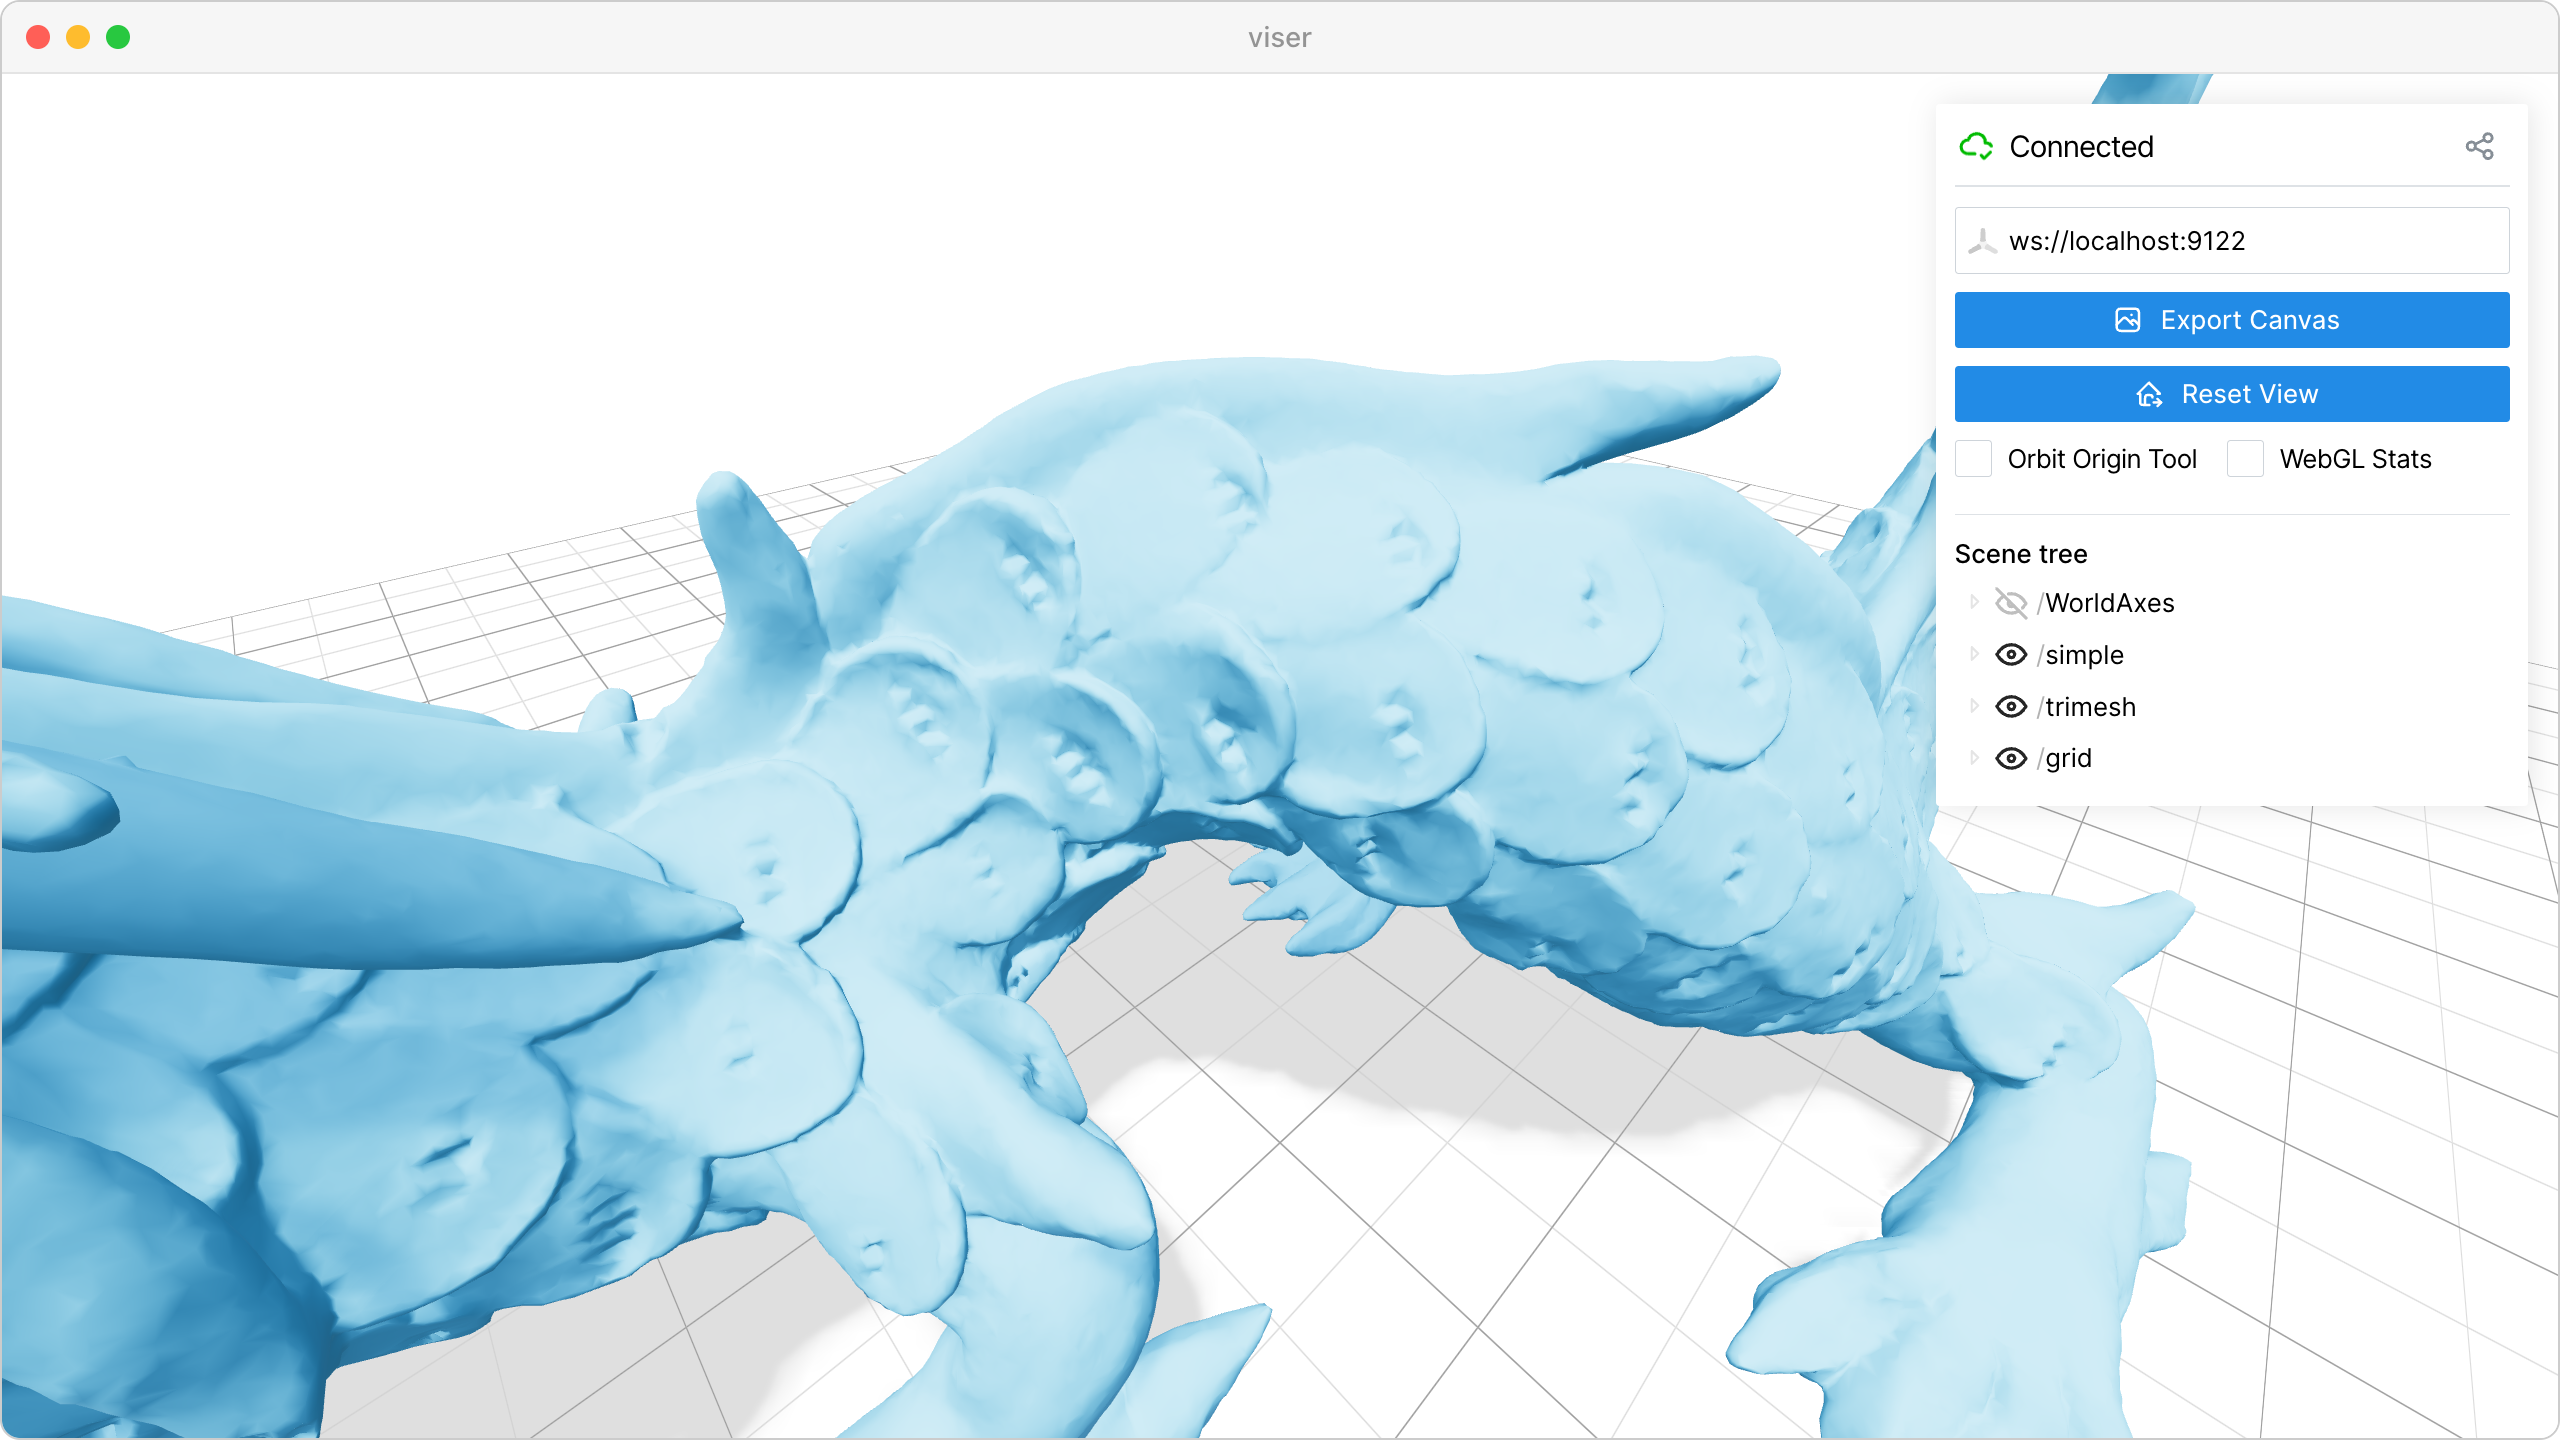 viser
Connected
ws://localhost:9122
Export Canvas
Reset View
Orbit Origin Tool WebGL Stats
Scene tree
/WorldAxes
/simple
/trimesh
/grid